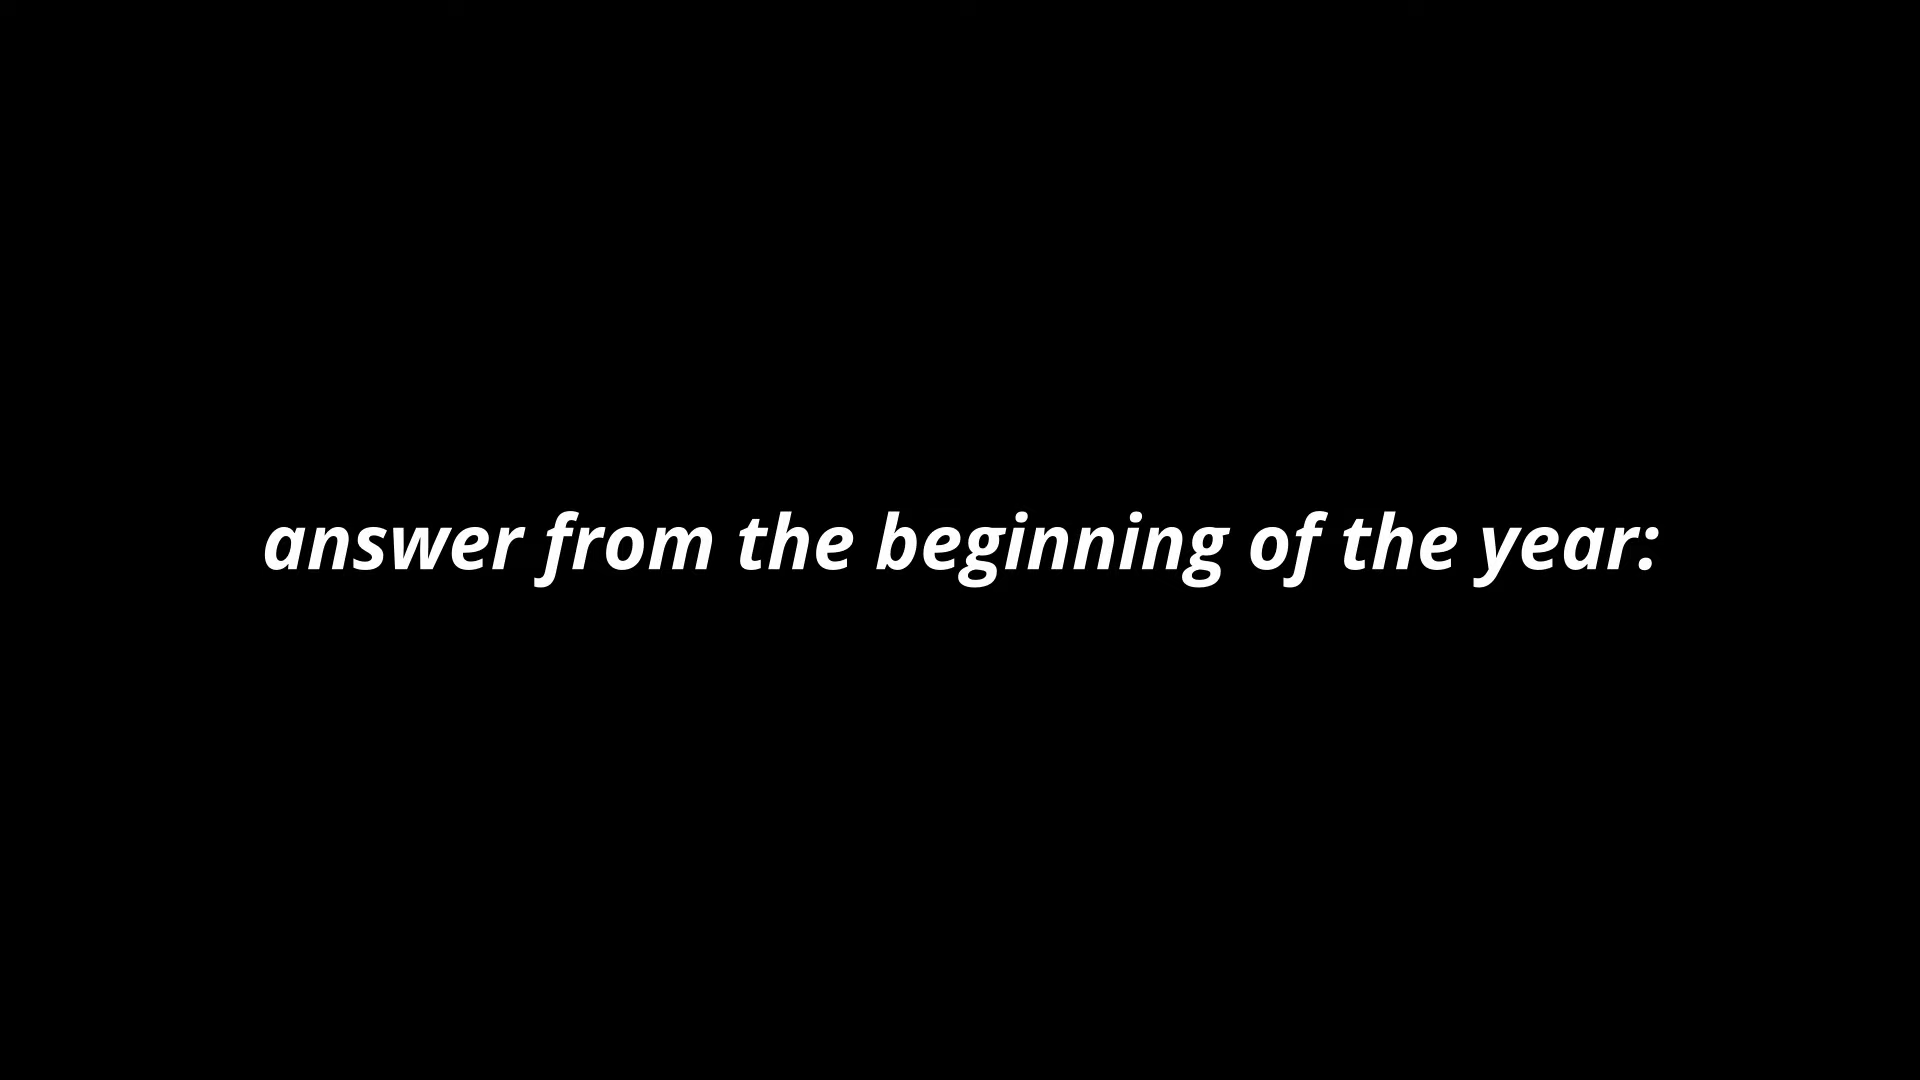 answer from the beginning of the year: